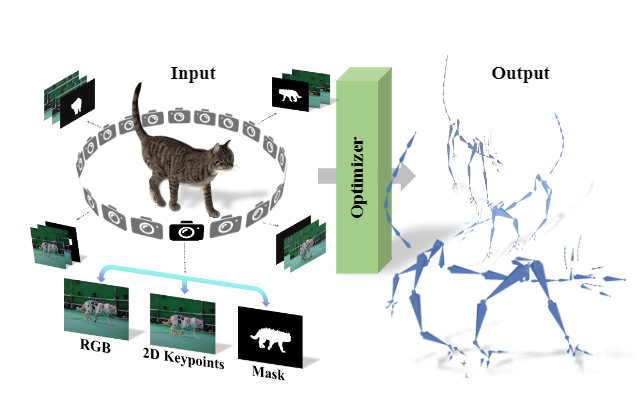 Input
Output
Optimizer
RGB
2D Keypoints
Mask